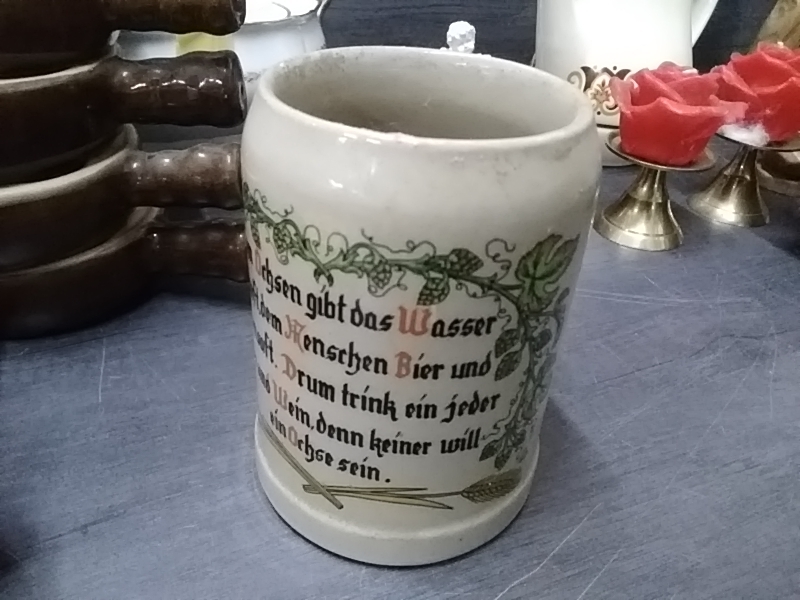 Ochsen gibt das Wasser
dem Menschen Bier und
Drum trink ein jeder
und Wein, denn keiner will
ein Ochse sein.